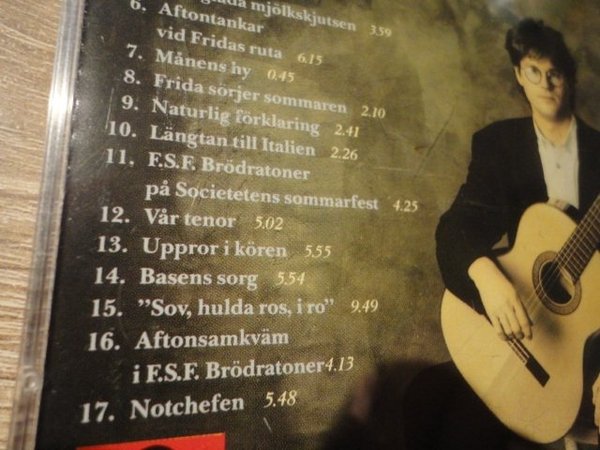 mjölkskjutsen 3.59
6. Aftontankar
vid Fridas ruta 6.15
7. Månens hy 0.45
8. Frida sörjer sommaren 2.10
9. Naturlig förklaring 2.41
10. Längtan till Italien 2.26
11. F.S.F. Brödratoner
på Societetens sommarfest 4.25
12. Vår tenor 5.02
13. Uppror i kören 5.55
14. Basens sorg 5.54
15. ”Sov, hulda ros, i ro” 9.49
16. Aftonsamkväm
i F.S.F. Brödratoner 4.13
17. Notchefen 5.48